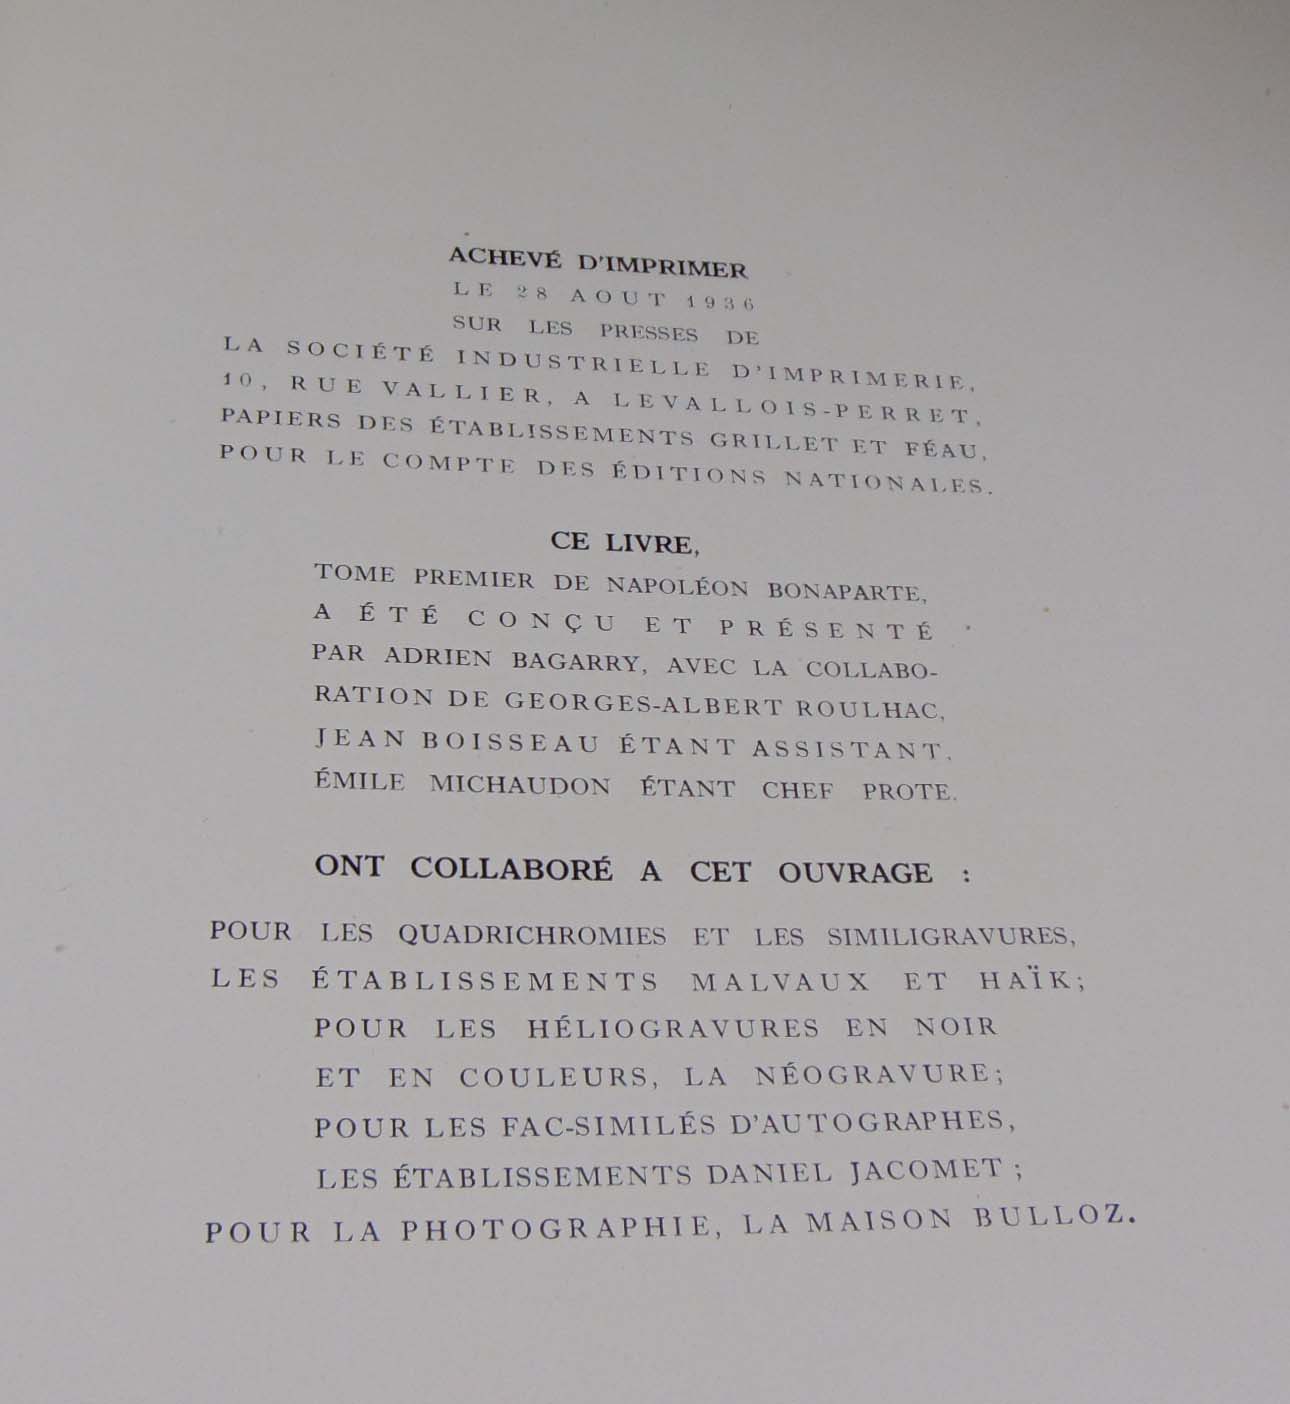 ACHEVÉ D'IMPRIMER
LE 28 AOUT 1936
SUR LES PRESSES DE
LA SOCIÉTÉ INDUSTRIELLE D'IMPRIMERIE,
10, RUE VALLIER, A LEVALLOIS-PERRET,
PAPIERS DES ÉTABLISSEMENTS GRILLET ET FÉAU,
POUR LE COMPTE DES ÉDITIONS NATIONALES.
CE LIVRE,
TOME PREMIER DE NAPOLÉON BONAPARTE,
A ÉTÉ CONÇU ET PRÉSENTÉ
PAR ADRIEN BAGARRY, AVEC LA COLLABO-
RATION DE GEORGES-ALBERT ROULHAC,
JEAN BOISSEAU ÉTANT ASSISTANT,
ÉMILE MICHAUDON ÉTANT CHEF PROTE.
ONT COLLABORÉ A CET OUVRAGE :
POUR LES QUADRICHROMIES ET LES SIMILIGRAVURES,
LES ÉTABLISSEMENTS MALVAUX ET HAÏK;
POUR LES HÉLIOGRAVURES EN NOIR
ET EN COULEURS, LA NÉOGRAVURE;
POUR LES FAC-SIMILÉS D'AUTOGRAPHES,
LES ÉTABLISSEMENTS DANIEL JACOMET ;
POUR LA PHOTOGRAPHIE, LA MAISON BULLOZ.